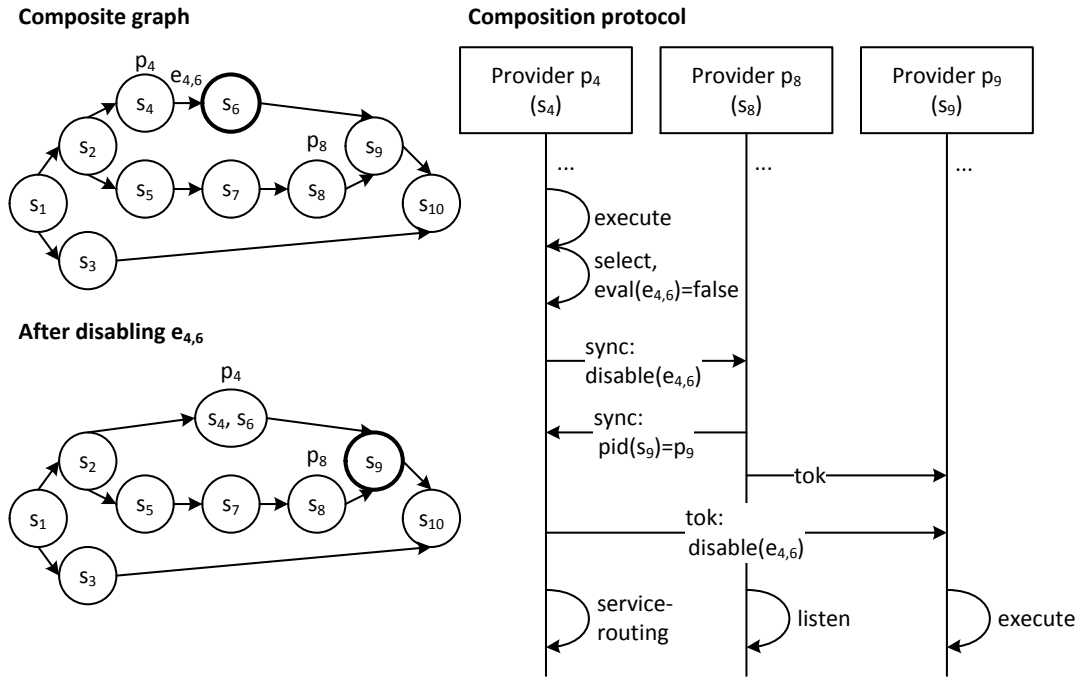 Composite graph
p₄
e₄,₆
s₄
s₆
s₂
p₈
s₉
s₅
s₇
s₈
s₁
s₁₀
s₃
After disabling e₄,₆
p₄
s₄, s₆
s₂
p₈
s₉
s₅
s₇
s₈
s₁
s₁₀
s₃
Composition protocol
Provider p₄
(s₄)
Provider p₈
(s₈)
Provider p₉
(s₉)
...
...
...
execute
select,
eval(e₄,₆)=false
sync:
disable(e₄,₆)
sync:
pid(s₉)=p₉
tok
tok:
disable(e₄,₆)
service-
routing
listen
execute